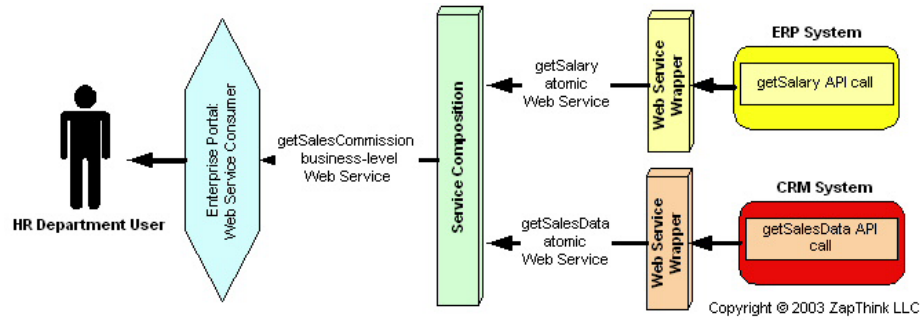 HR Department User
Enterprise Portal:
Web Service Consumer
getSalesCommission
business-level
Web Service
Service Composition
getSalary
atomic
Web Service
Web Service
Wrapper
ERP System
getSalary API call
getSalesData
atomic
Web Service
Web Service
Wrapper
CRM System
getSalesData API
call
Copyright © 2003 ZapThink LLC